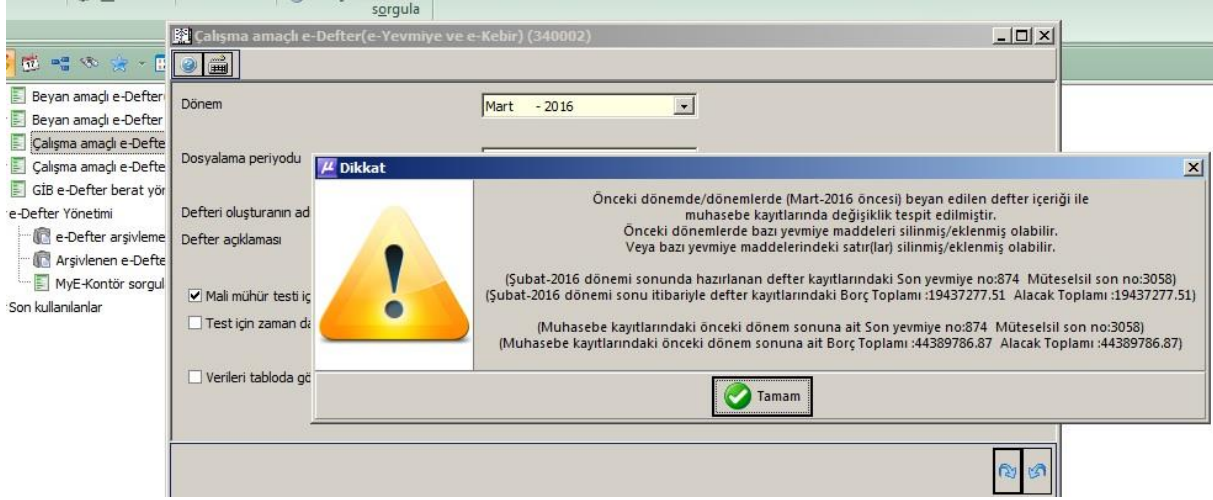 sorgula
Çalışma amaçlı e-Defter(e-Yevmiye ve e-Kebir) (340002)
Beyan amaçlı e-Defter
Beyan amaçlı e-Defter
Çalışma amaçlı e-Defte
Çalışma amaçlı e-Defte
GİB e-Defter berat yör
e-Defter Yönetimi
e-Defter arşivleme
Arşivlenen e-Defte
MyE-Kontör sorgul
Son kullanılanlar
Dönem
Mart - 2016
Dosyalama periyodu
Defteri oluşturanın ad
Defter açıklaması
Mali mühür testi iç
Test için zaman da
Verileri tabloda gö
Dikkat
Önceki dönemde/dönemlerde (Mart-2016 öncesi) beyan edilen defter içeriği ile
muhasebe kayıtlarında değişiklik tespit edilmiştir.
Önceki dönemlerde bazı yevmiye maddeleri silinmiş/eklenmiş olabilir.
Veya bazı yevmiye maddelerindeki satır(lar) silinmiş/eklenmiş olabilir.
(Şubat-2016 dönemi sonunda hazırlanan defter kayıtlarındaki Son yevmiye no:874 Müteselsil son no:3058)
(Şubat-2016 dönemi sonu itibariyle defter kayıtlarındaki Borç Toplamı :19437277.51 Alacak Toplamı :19437277.51)
(Muhasebe kayıtlarındaki önceki dönem sonuna ait Son yevmiye no:874 Müteselsil son no:3058)
(Muhasebe kayıtlarındaki önceki dönem sonuna ait Borç Toplamı :44389786.87 Alacak Toplamı :44389786.87)
Tamam